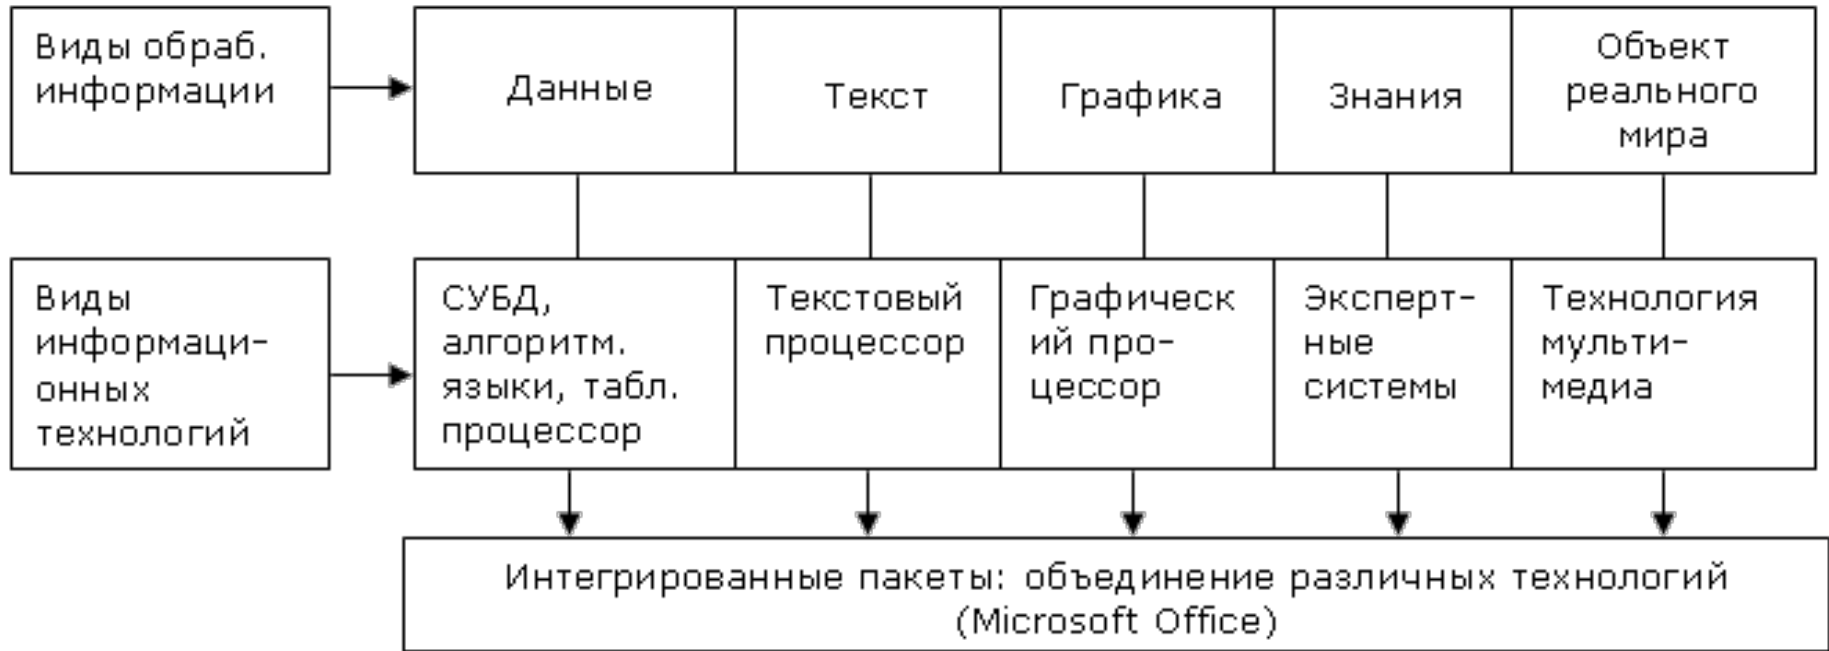 Виды обраб.
информации
Данные
Текст
Графика
Знания
Объект
реального
мира
Виды
информаци-
онных
технологий
СУБД,
алгоритм.
языки, табл.
процессор
Текстовый
процессор
Графическ
ий про-
цессор
Эксперт-
ные
системы
Технология
мульти-
медиа
Интегрированные пакеты: объединение различных технологий
(Microsoft Office)